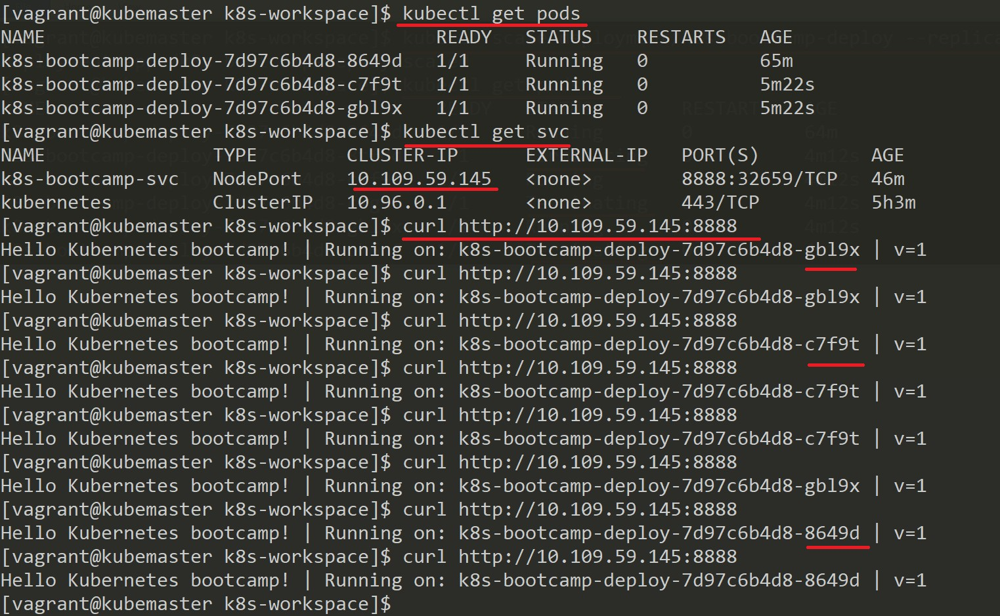 [vagrant@kubemaster k8s-workspace]$ kubectl get pods
NAME READY STATUS RESTARTS AGE
k8s-bootcamp-deploy-7d97c6b4d8-8649d 1/1 Running 0 65m
k8s-bootcamp-deploy-7d97c6b4d8-c7f9t 1/1 Running 0 5m22s
k8s-bootcamp-deploy-7d97c6b4d8-gbl9x 1/1 Running 0 5m22s
[vagrant@kubemaster k8s-workspace]$ kubectl get svc
NAME TYPE CLUSTER-IP EXTERNAL-IP PORT(S) AGE
k8s-bootcamp-svc NodePort 10.109.59.145 <none> 8888:32659/TCP 46m
kubernetes ClusterIP 10.96.0.1 <none> 443/TCP 5h3m
[vagrant@kubemaster k8s-workspace]$ curl http://10.109.59.145:8888
Hello Kubernetes bootcamp! | Running on: k8s-bootcamp-deploy-7d97c6b4d8-gbl9x | v=1
[vagrant@kubemaster k8s-workspace]$ curl http://10.109.59.145:8888
Hello Kubernetes bootcamp! | Running on: k8s-bootcamp-deploy-7d97c6b4d8-gbl9x | v=1
[vagrant@kubemaster k8s-workspace]$ curl http://10.109.59.145:8888
Hello Kubernetes bootcamp! | Running on: k8s-bootcamp-deploy-7d97c6b4d8-c7f9t | v=1
[vagrant@kubemaster k8s-workspace]$ curl http://10.109.59.145:8888
Hello Kubernetes bootcamp! | Running on: k8s-bootcamp-deploy-7d97c6b4d8-c7f9t | v=1
[vagrant@kubemaster k8s-workspace]$ curl http://10.109.59.145:8888
Hello Kubernetes bootcamp! | Running on: k8s-bootcamp-deploy-7d97c6b4d8-c7f9t | v=1
[vagrant@kubemaster k8s-workspace]$ curl http://10.109.59.145:8888
Hello Kubernetes bootcamp! | Running on: k8s-bootcamp-deploy-7d97c6b4d8-gbl9x | v=1
[vagrant@kubemaster k8s-workspace]$ curl http://10.109.59.145:8888
Hello Kubernetes bootcamp! | Running on: k8s-bootcamp-deploy-7d97c6b4d8-8649d | v=1
[vagrant@kubemaster k8s-workspace]$ curl http://10.109.59.145:8888
Hello Kubernetes bootcamp! | Running on: k8s-bootcamp-deploy-7d97c6b4d8-8649d | v=1
[vagrant@kubemaster k8s-workspace]$